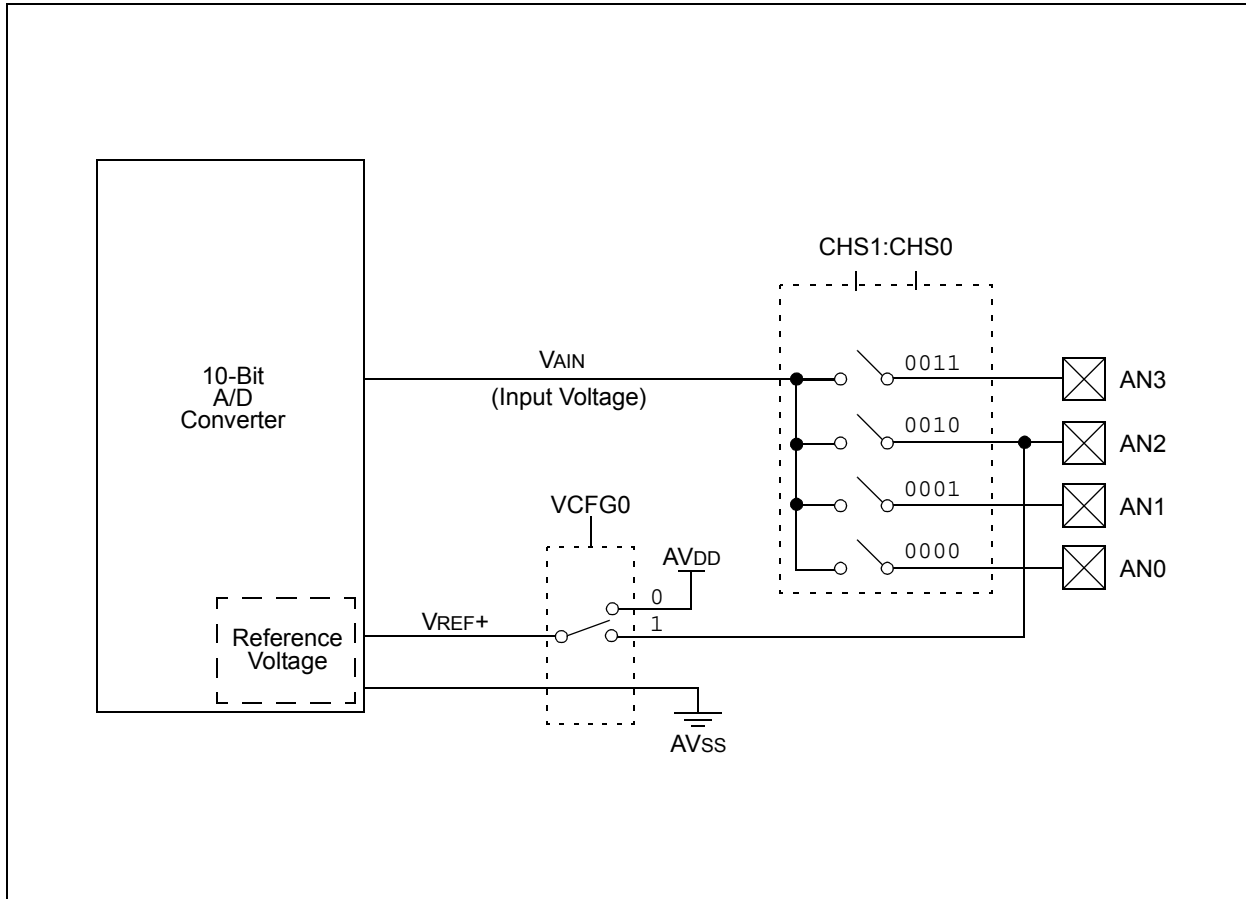 CHS1:CHS0
VAIN
(Input Voltage)
10-Bit
A/D
Converter
0011
AN3
0010
AN2
0001
AN1
0000
AN0
VCFG0
AVDD
0
1
VREF+
Reference
Voltage
AVSS